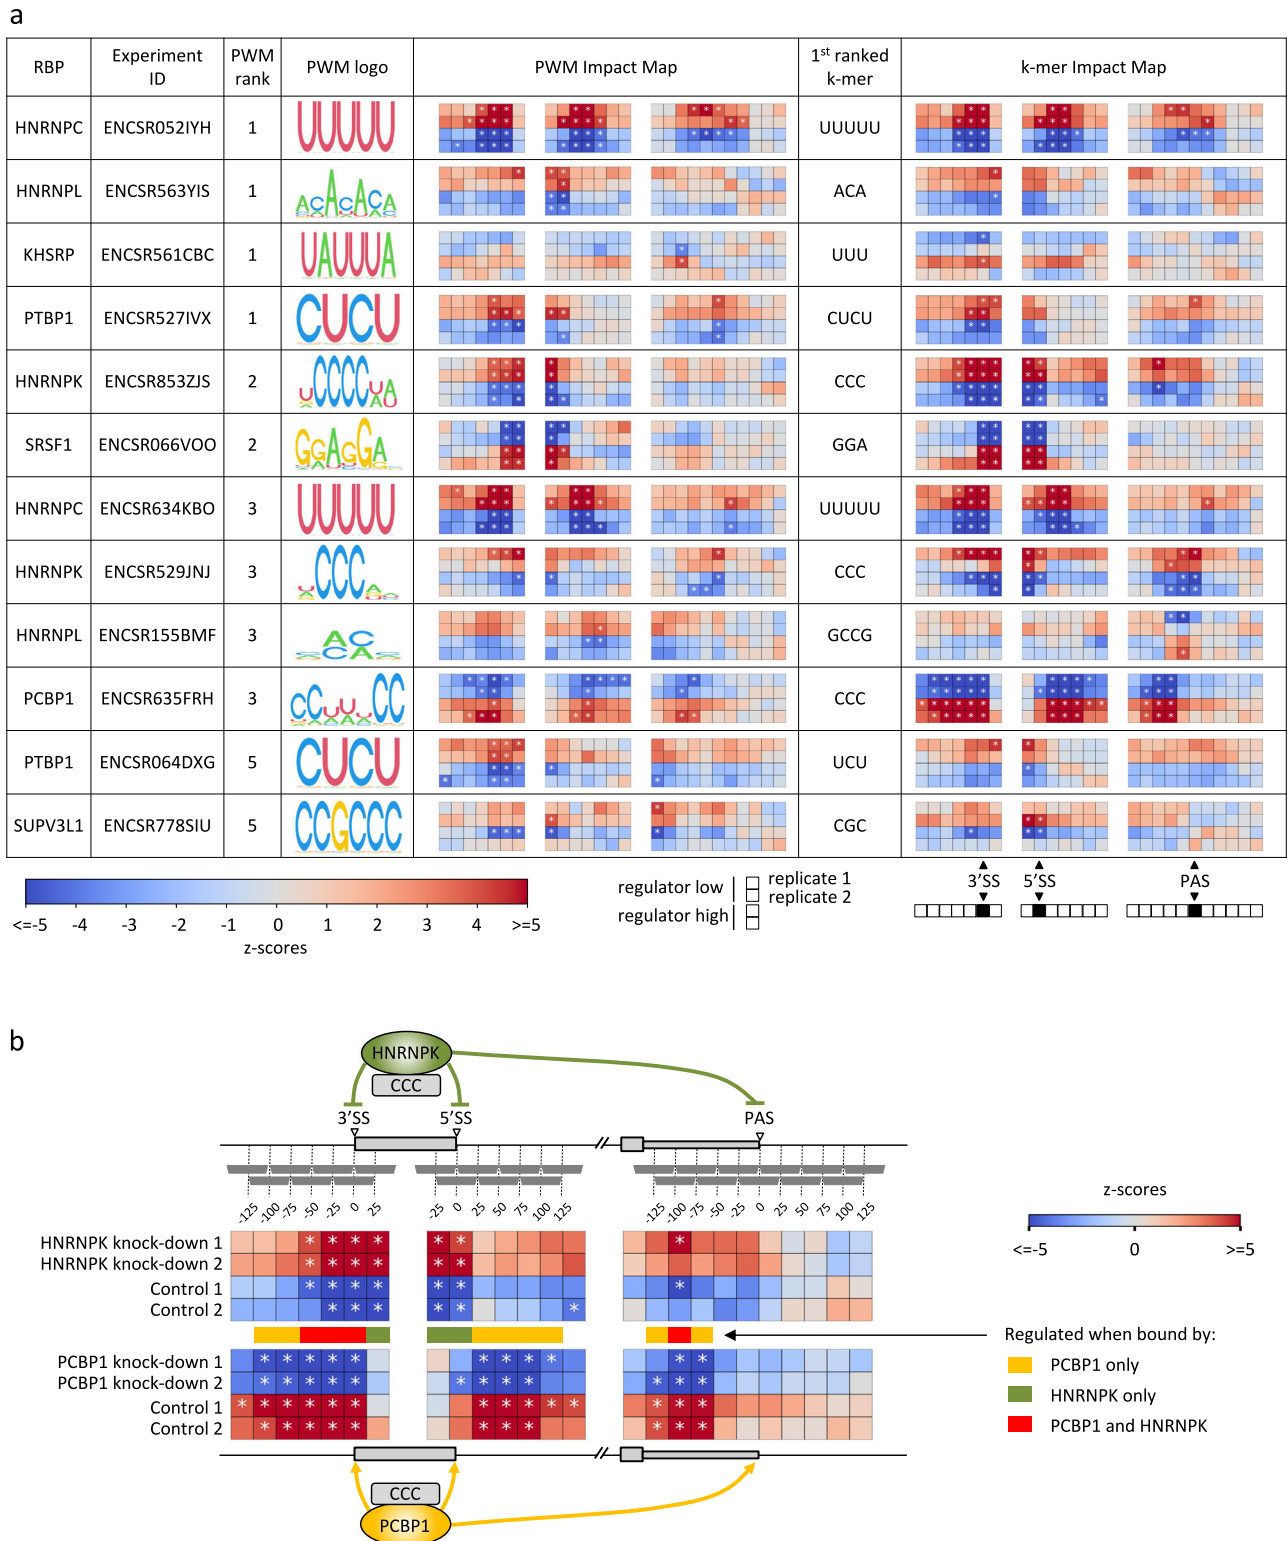 a
RBP Experiment ID PWM rank PWM logo PWM Impact Map 1st ranked k-mer k-mer Impact Map
HNRNPC ENCSR052IYH 1 UUUUU UUUUU
HNRNPL ENCSR563YIS 1 ACACACA ACA
KHSRP ENCSR561CBC 1 UAUUUA UUU
PTBP1 ENCSR527IVX 1 CUCU CUCU
HNRNPK ENCSR853ZJS 2 UCCCCUA CCC
SRSF1 ENCSR066VOO 2 GGAGGA GGA
HNRNPC ENCSR634KBO 3 UUUUU UUUUU
HNRNPK ENCSR529JNJ 3 CCC CCC
HNRNPL ENCSR155BMF 3 AC GCCG
PCBP1 ENCSR635FRH 3 CCUUUCC CCC
PTBP1 ENCSR064DXG 5 CUCU UCU
SUPV3L1 ENCSR778SIU 5 CCGCCC CGC
<=-5 -4 -3 -2 -1 0 1 2 3 4 >=5
z-scores
regulator low replicate 1
replicate 2
regulator high
3'SS 5'SS PAS
b
HNRNPK
CCC
3'SS 5'SS PAS
-125 -100 -75 -50 -25 0 25 -25 0 25 50 75 100 125 -125 -100 -75 -50 -25 0 25 50 75 100 125
HNRNPK knock-down 1
HNRNPK knock-down 2
Control 1
Control 2
PCBP1 knock-down 1
PCBP1 knock-down 2
Control 1
Control 2
CCC
PCBP1
z-scores
<=-5 0 >=5
Regulated when bound by:
PCBP1 only
HNRNPK only
PCBP1 and HNRNPK